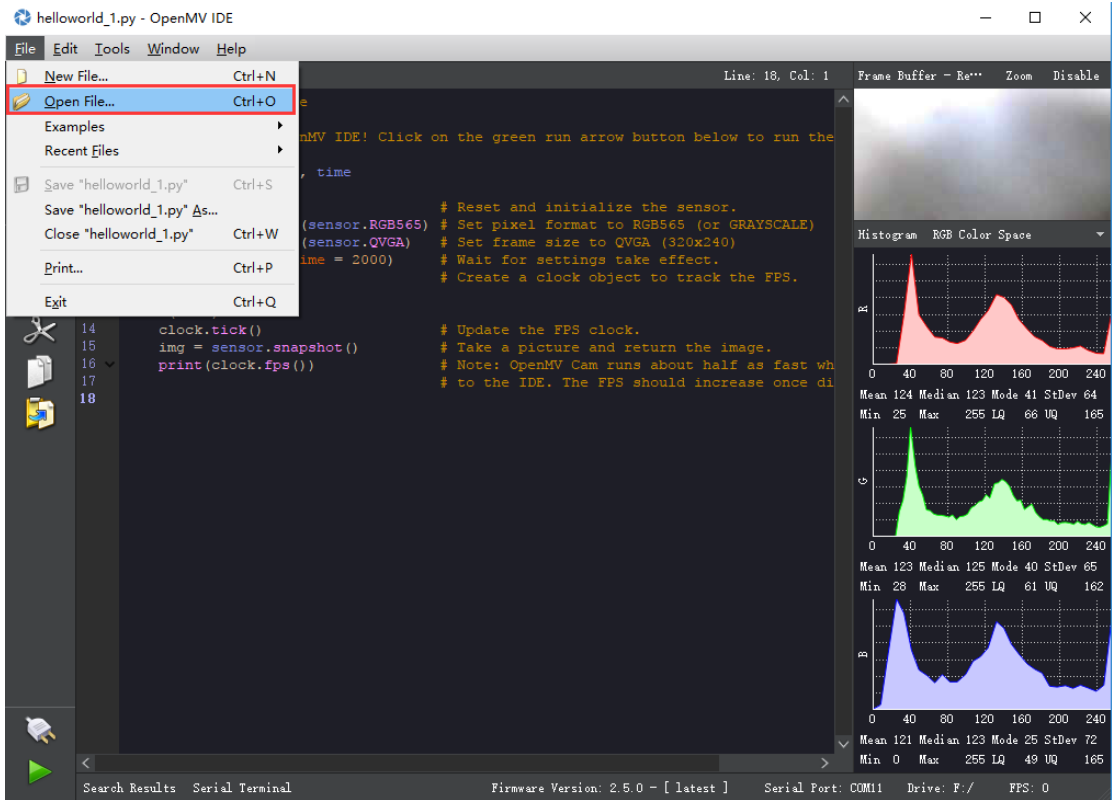 helloworld_1.py - OpenMV IDE
File Edit Tools Window Help
New File... Ctrl+N
Open File... Ctrl+O
Examples
Recent Files
Save "helloworld_1.py" Ctrl+S
Save "helloworld_1.py" As...
Close "helloworld_1.py" Ctrl+W
Print... Ctrl+P
Exit Ctrl+Q
Line: 18, Col: 1
e
nMV IDE! Click on the green run arrow button below to run the
, time
# Reset and initialize the sensor.
(sensor.RGB565) # Set pixel format to RGB565 (or GRAYSCALE)
(sensor.QVGA) # Set frame size to QVGA (320x240)
ime = 2000) # Wait for settings take effect.
# Create a clock object to track the FPS.
14 clock.tick() # Update the FPS clock.
15 img = sensor.snapshot() # Take a picture and return the image.
16 print(clock.fps()) # Note: OpenMV Cam runs about half as fast wh
17 # to the IDE. The FPS should increase once di
18
Frame Buffer - Re... Zoom Disable
Histogram RGB Color Space
R
0 40 80 120 160 200 240
Mean 124 Median 123 Mode 41 StDev 64
Min 25 Max 255 LQ 66 UQ 165
G
0 40 80 120 160 200 240
Mean 123 Median 125 Mode 40 StDev 65
Min 28 Max 255 LQ 61 UQ 162
B
0 40 80 120 160 200 240
Mean 121 Median 123 Mode 25 StDev 72
Min 0 Max 255 LQ 49 UQ 165
Search Results Serial Terminal Firmware Version: 2.5.0 - [ latest ] Serial Port: COM11 Drive: F:/ FPS: 0